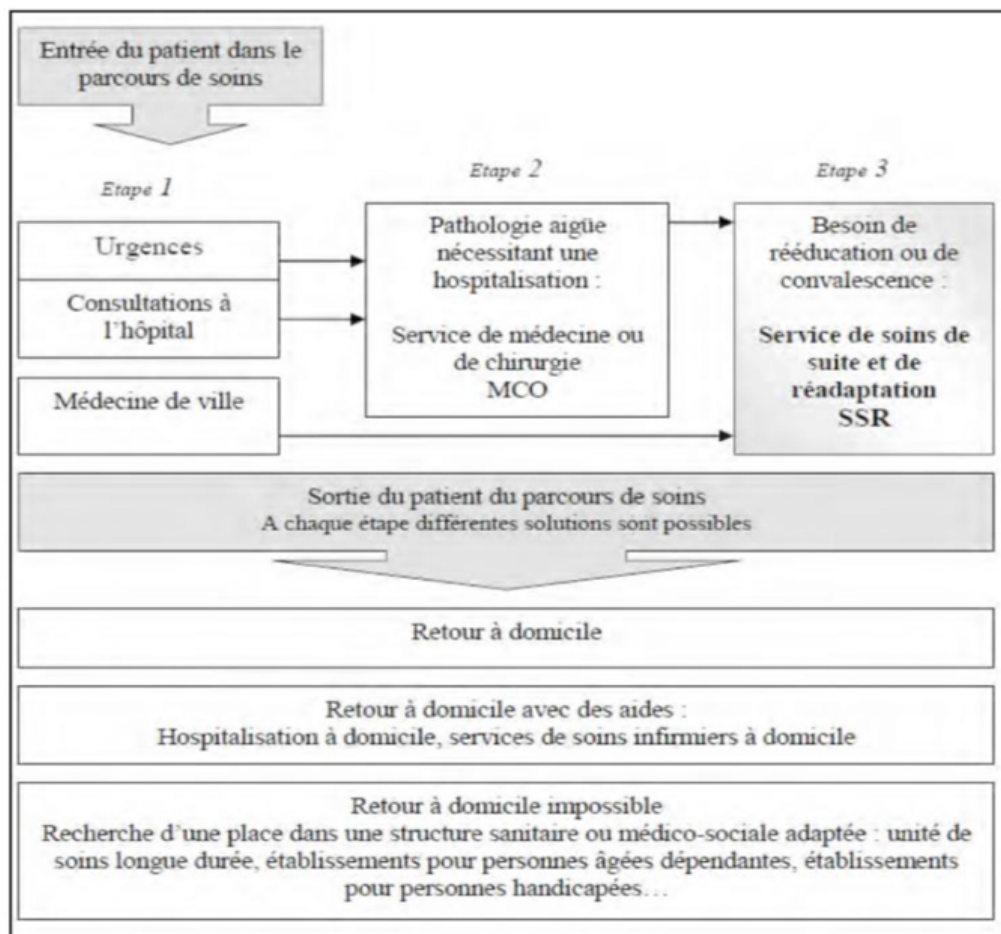 Entrée du patient dans le
parcours de soins
Etape 1
Etape 2
Etape 3
Urgences
Consultations à
l’hôpital
Médecine de ville
Pathologie aigüe
nécessitant une
hospitalisation :
Service de médecine ou
de chirurgie
MCO
Besoin de
rééducation ou de
convalescence :
Service de soins de
suite et de
réadaptation
SSR
Sortie du patient du parcours de soins
A chaque étape différentes solutions sont possibles
Retour à domicile
Retour à domicile avec des aides :
Hospitalisation à domicile, services de soins infirmiers à domicile
Retour à domicile impossible
Recherche d’une place dans une structure sanitaire ou médico-sociale adaptée : unité de
soins longue durée, établissements pour personnes âgées dépendantes, établissements
pour personnes handicapées…